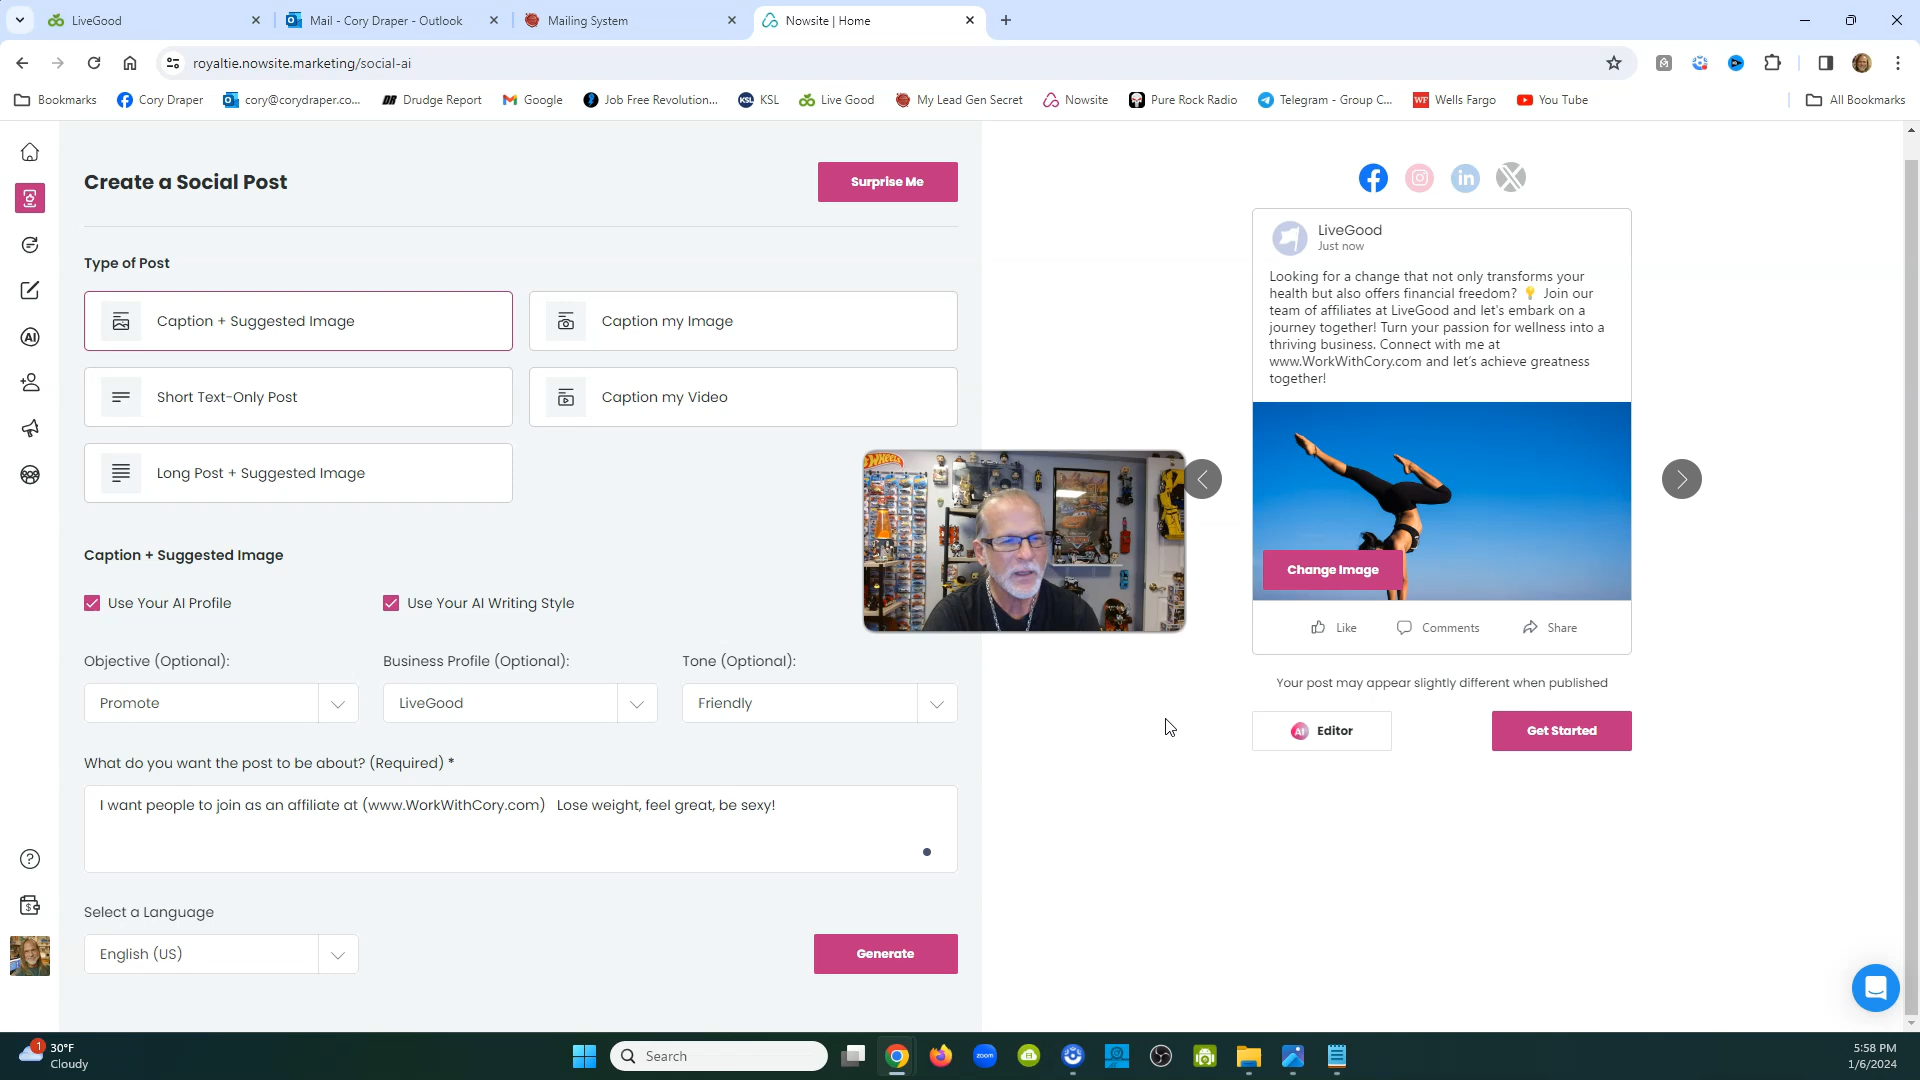 LiveGood
Mail - Cory Draper - Outlook
Mailing System
Nowsite | Home
royaltie.nowsite.marketing/social-ai
Bookmarks
Cory Draper
cory@corydraper.co...
Drudge Report
Google
Job Free Revolution...
KSL
Live Good
My Lead Gen Secret
Nowsite
Pure Rock Radio
Telegram - Group C...
Wells Fargo
You Tube
All Bookmarks
Create a Social Post
Surprise Me
Type of Post
Caption + Suggested Image
Caption my Image
Short Text-Only Post
Caption my Video
Long Post + Suggested Image
Caption + Suggested Image
Use Your AI Profile
Use Your AI Writing Style
Objective (Optional):
Business Profile (Optional):
Tone (Optional):
Promote
LiveGood
Friendly
What do you want the post to be about? (Required) *
I want people to join as an affiliate at (www.WorkWithCory.com) Lose weight, feel great, be sexy!
Select a Language
English (US)
Generate
LiveGood
Just now
Looking for a change that not only transforms your
health but also offers financial freedom? 💡 Join our
team of affiliates at LiveGood and let's embark on a
journey together! Turn your passion for wellness into a
thriving business. Connect with me at
www.WorkWithCory.com and let's achieve greatness
together!
Change Image
Like
Comments
Share
Your post may appear slightly different when published
AI
Editor
Get Started
1
30°F
Cloudy
Search
zoom
5:58 PM
1/6/2024